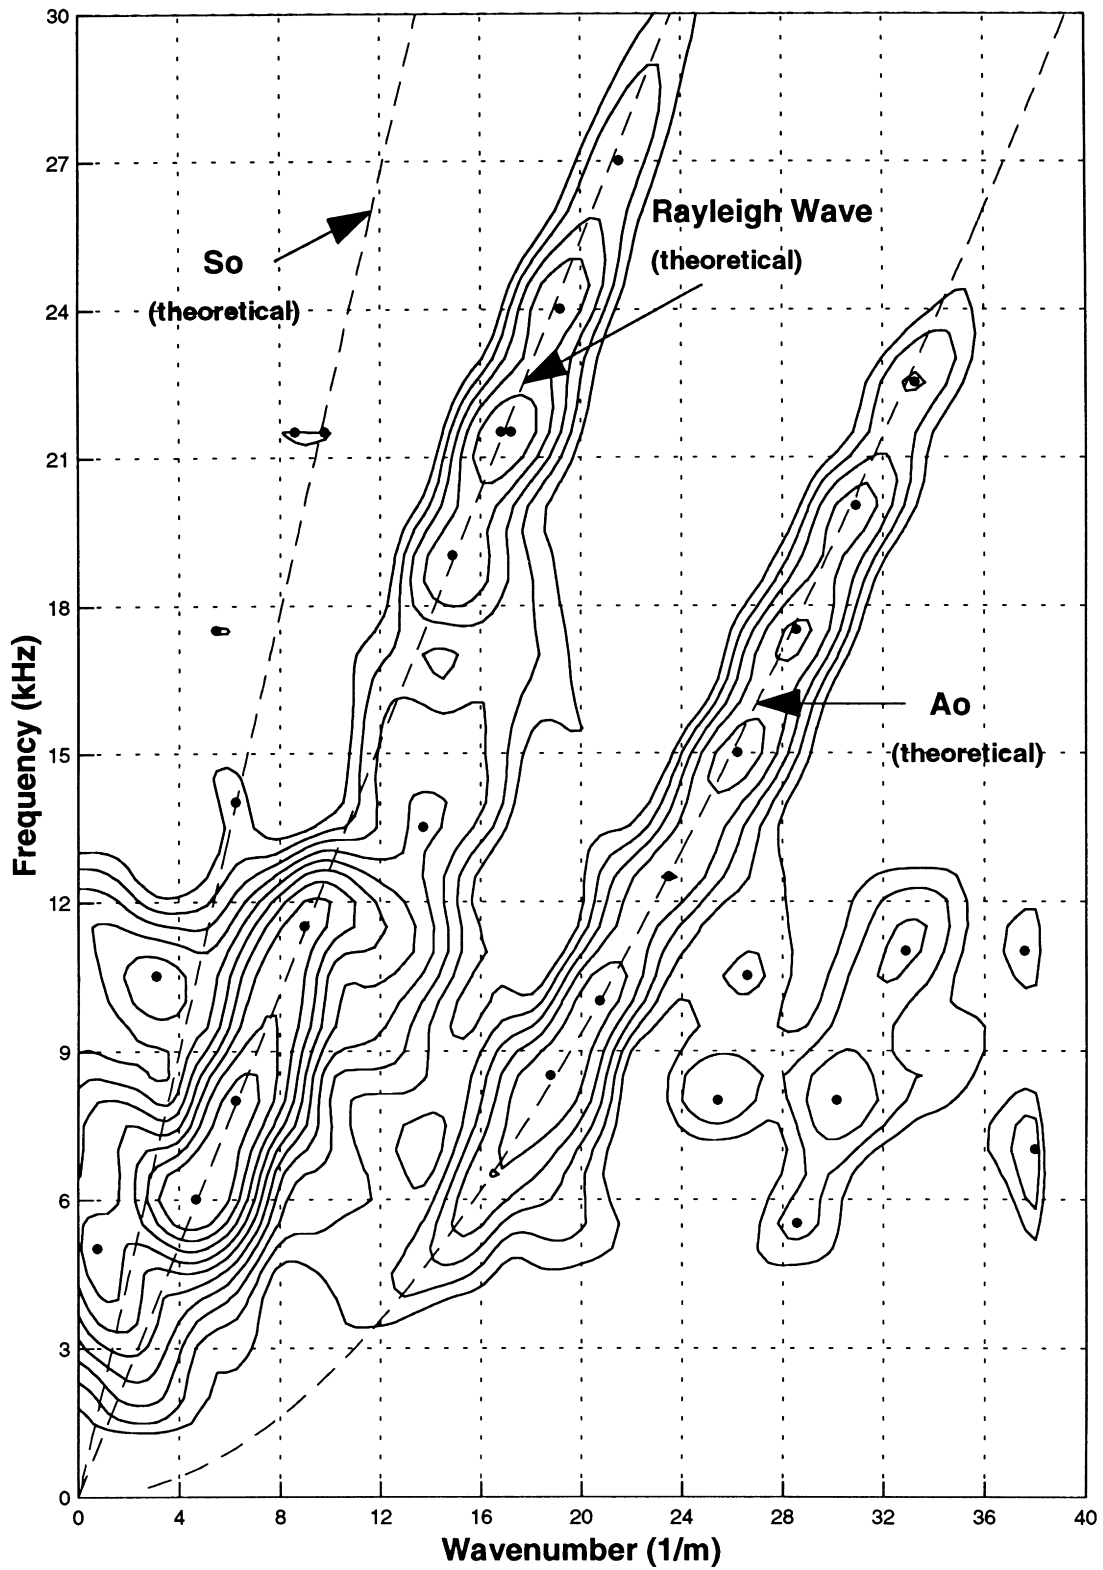 30
27
24
21
18
15
12
9
6
3
0
Frequency (kHz)
Rayleigh Wave
(theoretical)
So
(theoretical)
Ao
(theoretical)
0 4 8 12 16 20 24 28 32 36 40
Wavenumber (1/m)